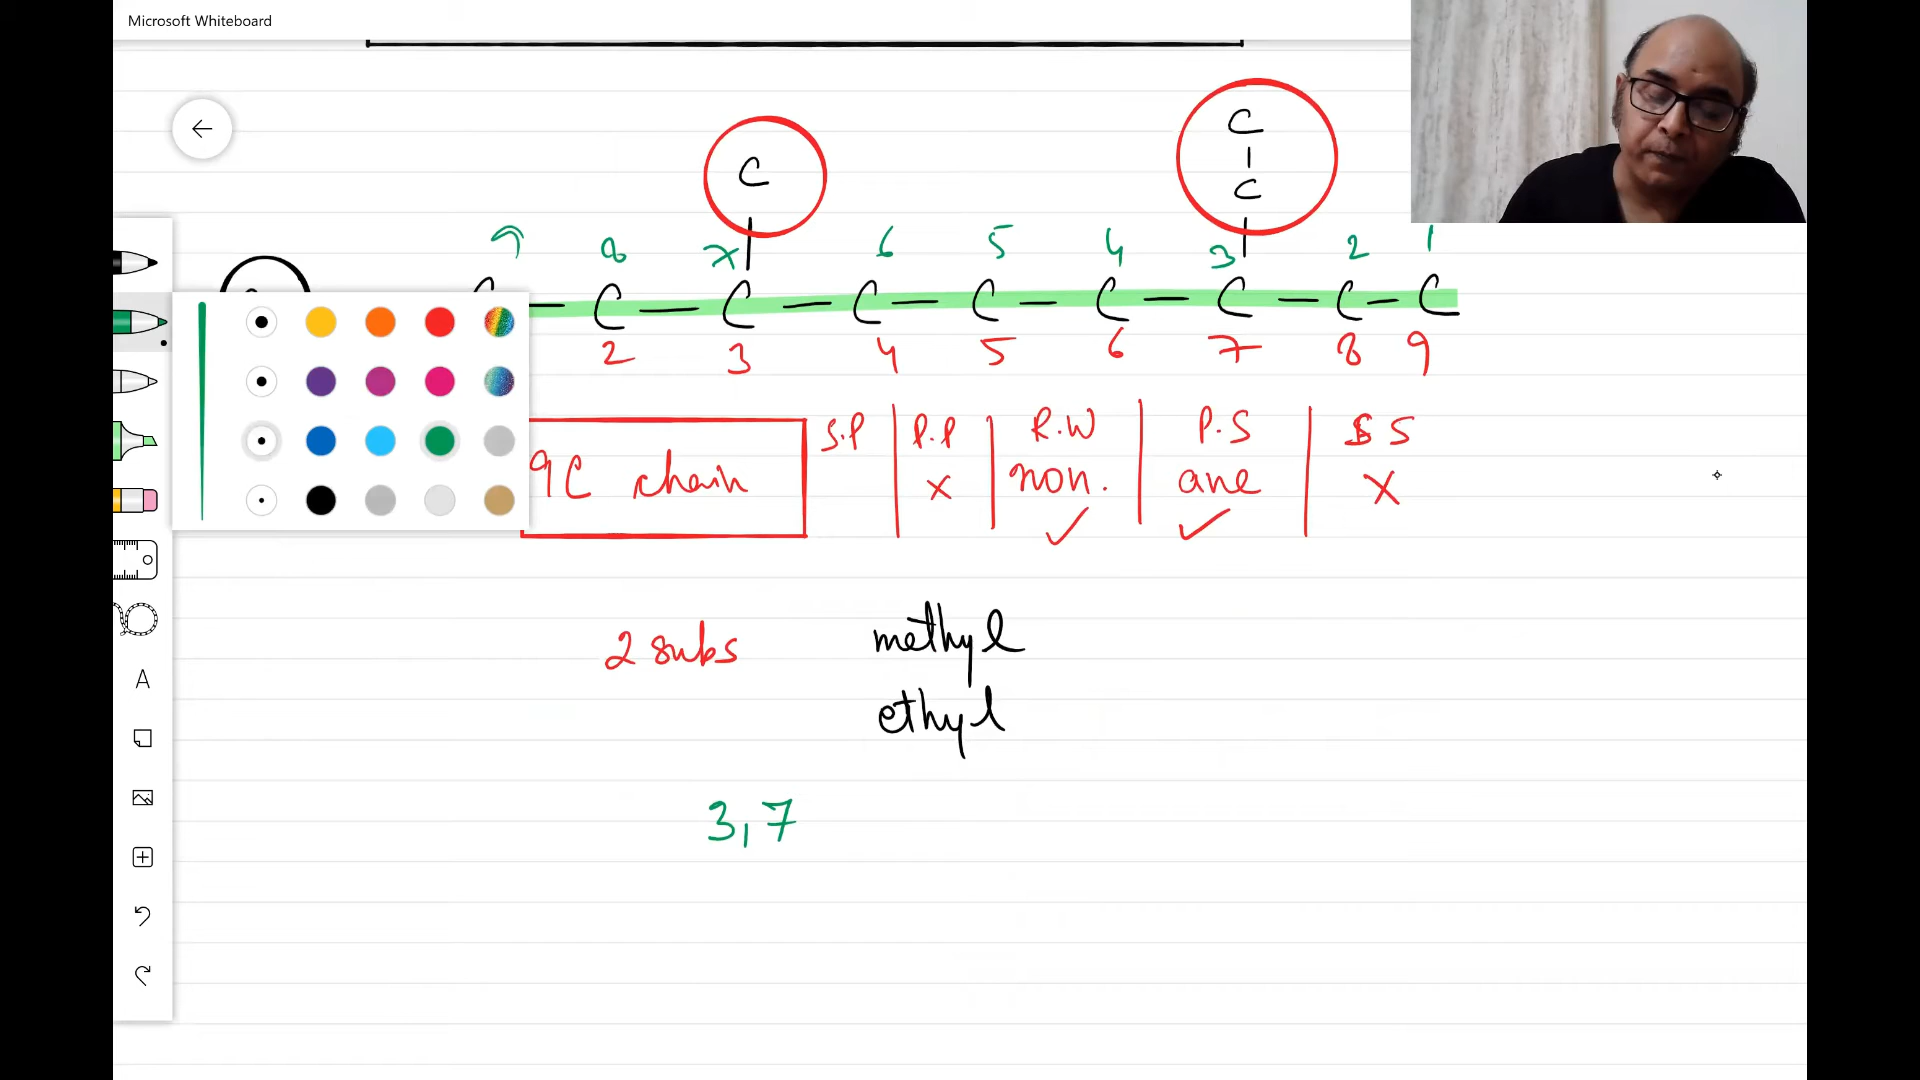 Microsoft Whiteboard
C
C
C
9 8 7 6 5 4 3 2 1
C — C — C — C — C — C — C — C — C
2 3 4 5 6 7 8 9
9C chain
S.P P.P R.W P.S S S
X non. ane X
2 subs methyl
ethyl
3,7
A